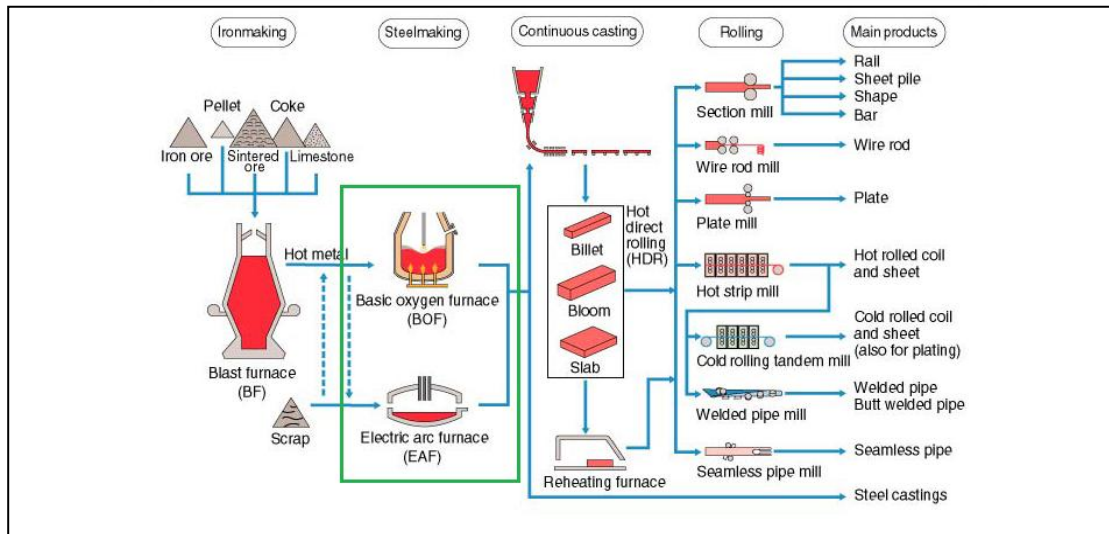 Ironmaking
Steelmaking
Continuous casting
Rolling
Main products
Pellet
Coke
Iron ore
Sintered
ore
Limestone
Hot metal
Blast furnace
(BF)
Scrap
Basic oxygen furnace
(BOF)
Electric arc furnace
(EAF)
Hot
direct
rolling
(HDR)
Billet
Bloom
Slab
Reheating furnace
Section mill
Wire rod mill
Plate mill
Hot strip mill
Cold rolling tandem mill
Welded pipe mill
Seamless pipe mill
Rail
Sheet pile
Shape
Bar
Wire rod
Plate
Hot rolled coil
and sheet
Cold rolled coil
and sheet
(also for plating)
Welded pipe
Butt welded pipe
Seamless pipe
Steel castings